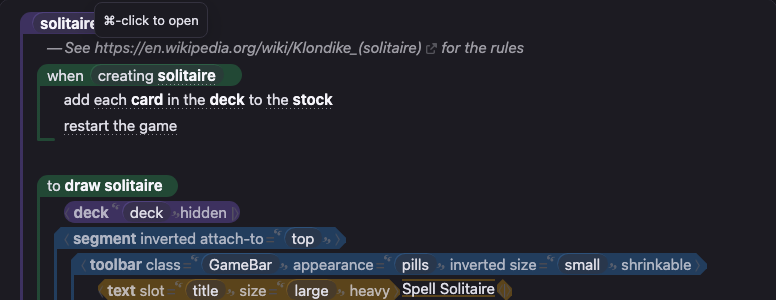 solitaire ⌘-click to open
— See https://en.wikipedia.org/wiki/Klondike_(solitaire) for the rules
when creating solitaire
add each card in the deck to the stock
restart the game
to draw solitaire
deck “ deck ” hidden
segment inverted attach-to = “ top ”
toolbar class = “ GameBar ” appearance = “ pills ” inverted size = “ small ” shrinkable
text slot “ title ” size = “ large ” heavy Spell Solitaire